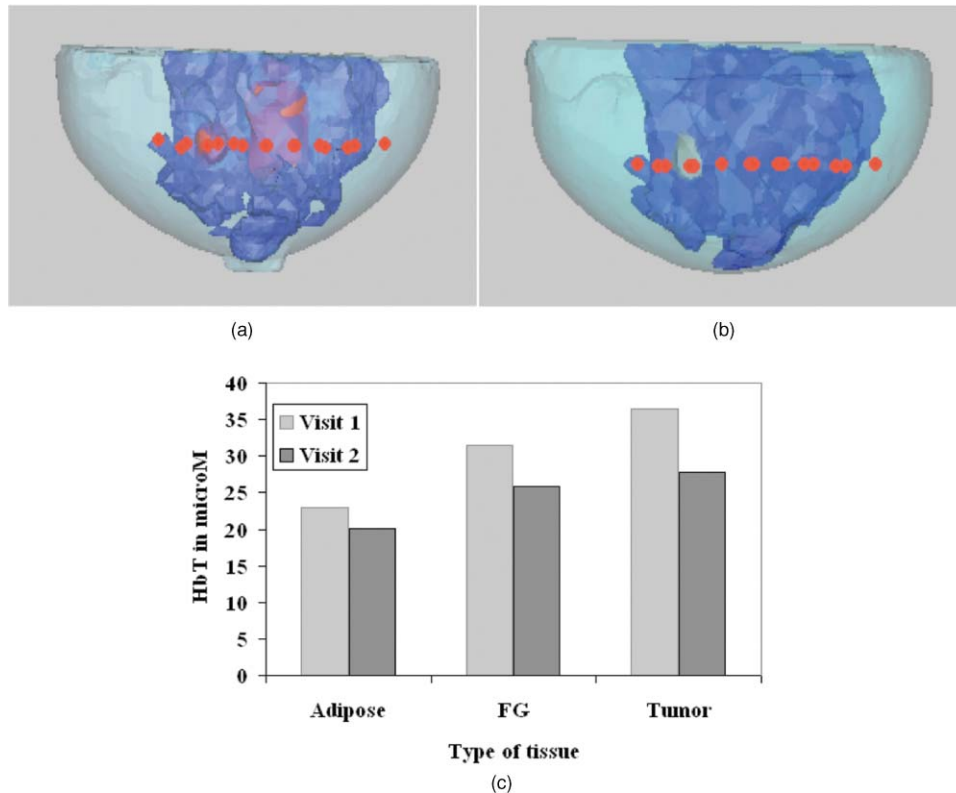 (a)
(b)
40
35
30
25
20
15
10
5
0
HbT in microM
Visit 1
Visit 2
Adipose
FG
Tumor
Type of tissue
(c)